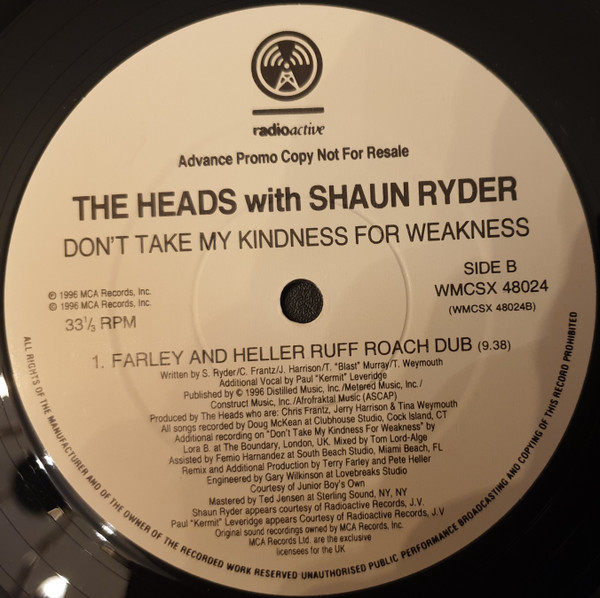 radioactive
Advance Promo Copy Not For Resale
THE HEADS with SHAUN RYDER
DON'T TAKE MY KINDNESS FOR WEAKNESS
SIDE B
WMCSX 48024
(WMCSX 48024B)
℗ 1996 MCA Records, Inc.
© 1996 MCA Records, Inc.
33⅓ RPM
1. FARLEY AND HELLER RUFF ROACH DUB (9.38)
Written by S. Ryder/C. Frantz/J. Harrison/T. "Blast" Murray/T. Weymouth
Additional Vocal by Paul "Kermit" Leveridge
Published by © 1996 Distilled Music, Inc./Metered Music, Inc./
Construct Music, Inc./Afrofraktal Music (ASCAP)
Produced by The Heads who are: Chris Frantz, Jerry Harrison & Tina Weymouth
All songs recorded by Doug McKean at Clubhouse Studio, Cock Island, CT
Additional recording on "Don't Take My Kindness For Weakness" by
Lora B. at The Boundary, London, UK. Mixed by Tom Lord-Alge
Assisted by Femio Harnandez at South Beach Studio, Miami Beach, FL
Remix and Additional Production by Terry Farley and Pete Heller
Engineered by Gary Wilkinson at Lovebreaks Studio
Courtesy of Junior Boy's Own
Mastered by Ted Jensen at Sterling Sound, NY, NY
Shaun Ryder appears courtesy of Radioactive Records, J.V.
Paul "Kermit" Leveridge appears Courtesy of Radioactive Records, J.V
Original sound recordings owned by MCA Records, Inc.
MCA Records Ltd. are the exclusive
licensees for the UK
ALL RIGHTS OF THE MANUFACTURER AND OF THE OWNER OF THE RECORDED WORK RESERVED UNAUTHORISED PUBLIC PERFORMANCE BROADCASTING AND COPYING OF THIS RECORD PROHIBITED